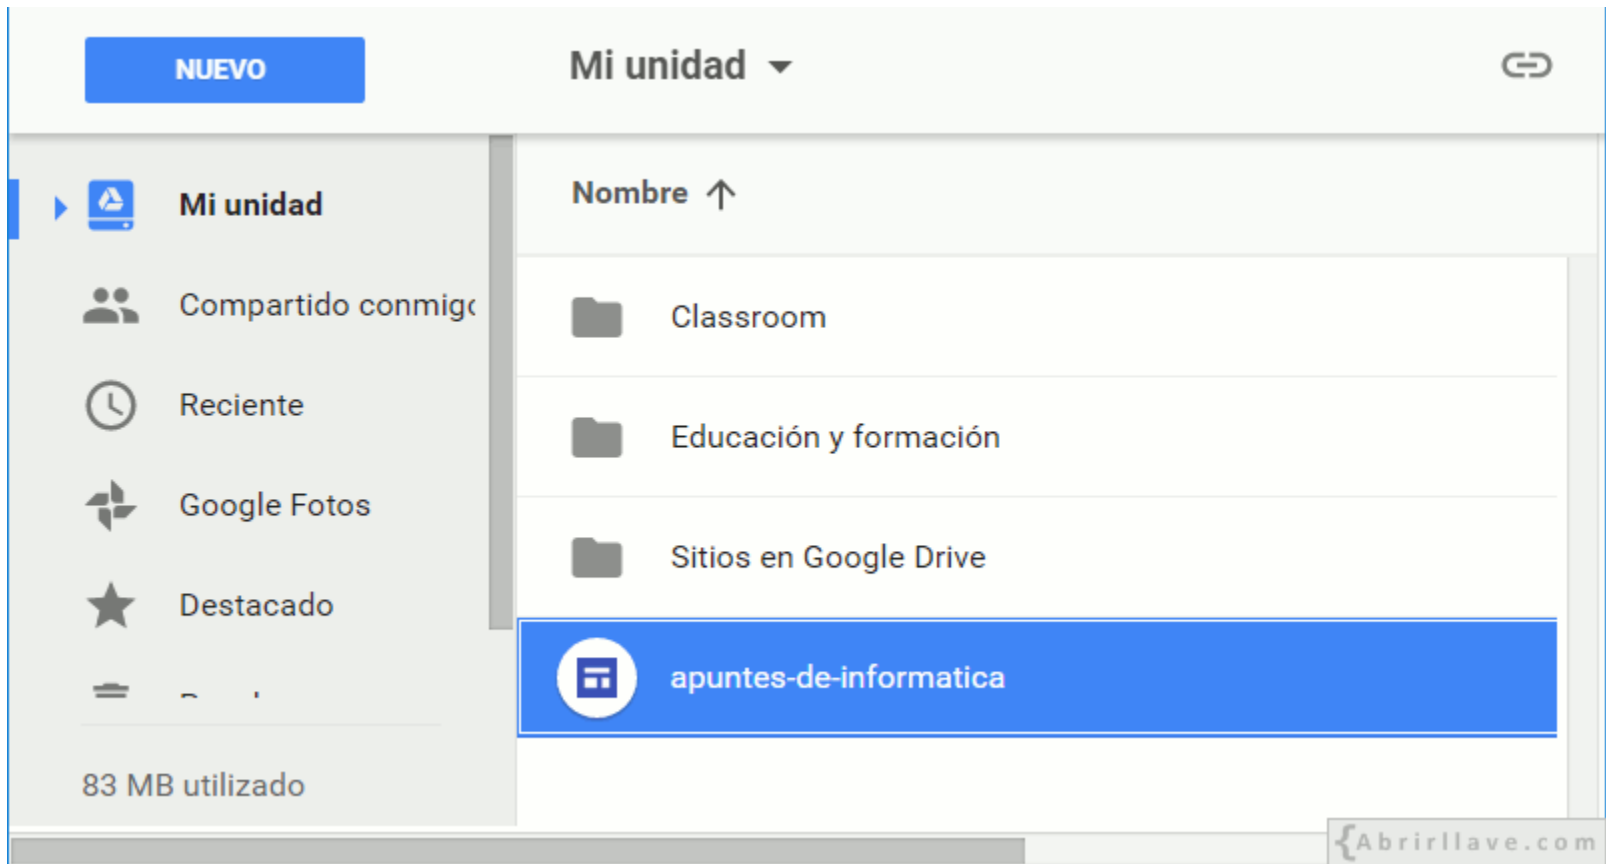 NUEVO
Mi unidad
Mi unidad
Compartido conmigo
Reciente
Google Fotos
Destacado
83 MB utilizado
Nombre
Classroom
Educación y formación
Sitios en Google Drive
apuntes-de-informatica
{Abrirllave.com